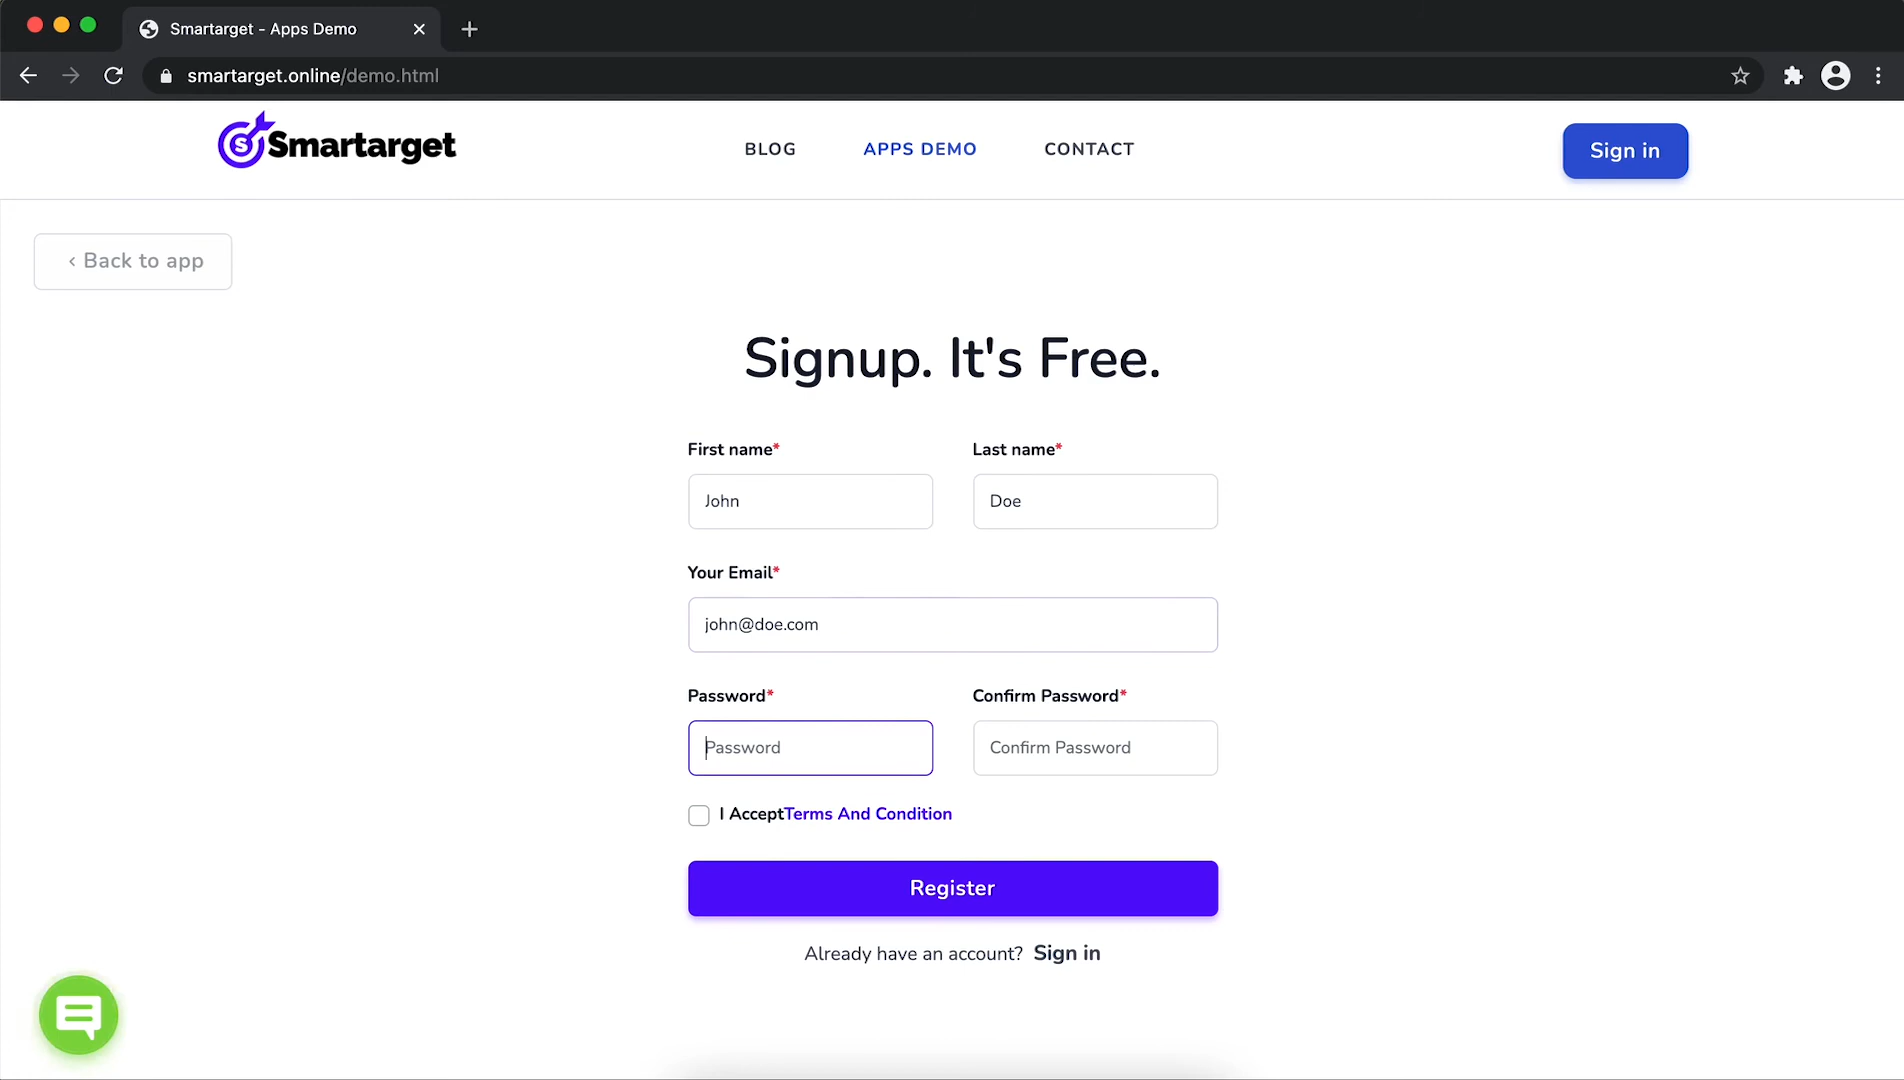 Smartarget - Apps Demo
smartarget.online/demo.html
Smartarget
BLOG
APPS DEMO
CONTACT
Sign in
‹ Back to app
Signup. It's Free.
First name*
Last name*
John
Doe
Your Email*
john@doe.com
Password*
Confirm Password*
Password
Confirm Password
I AcceptTerms And Condition
Register
Already have an account? Sign in